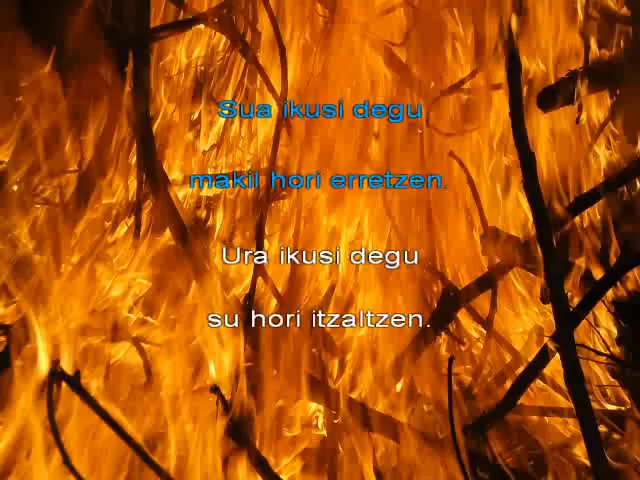 Sua ikusi degu
makil hori erretzen.
Ura ikusi degu
su hori itzaltzen.